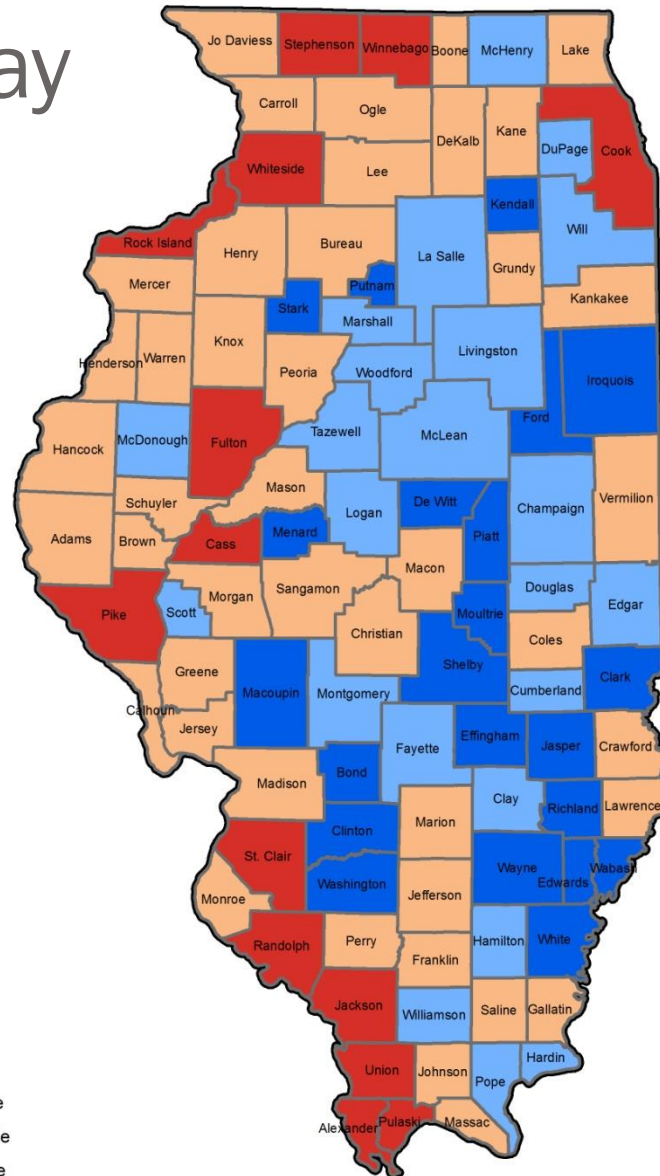 ay
Jo Daviess
Stephenson
Winnebago
Boone
McHenry
Lake
Carroll
Ogle
DeKalb
Kane
DuPage
Cook
Whiteside
Lee
Kendall
Will
Rock Island
Henry
Bureau
La Salle
Grundy
Kankakee
Mercer
Putnam
Stark
Marshall
Henderson
Warren
Knox
Peoria
Woodford
Livingston
Iroquois
Ford
Hancock
McDonough
Fulton
Tazewell
McLean
Mason
Schuyler
Logan
De Witt
Champaign
Vermilion
Adams
Brown
Cass
Menard
Piatt
Macon
Pike
Scott
Morgan
Sangamon
Christian
Moultrie
Douglas
Edgar
Coles
Greene
Macoupin
Montgomery
Shelby
Cumberland
Clark
Calhoun
Jersey
Fayette
Effingham
Jasper
Crawford
Madison
Bond
Marion
Clay
Richland
Lawrence
Clinton
St. Clair
Washington
Jefferson
Wayne
Edwards
Wabash
Monroe
Randolph
Perry
Franklin
Hamilton
White
Jackson
Williamson
Saline
Gallatin
Union
Johnson
Pope
Hardin
Alexander
Pulaski
Massac
e
e
e